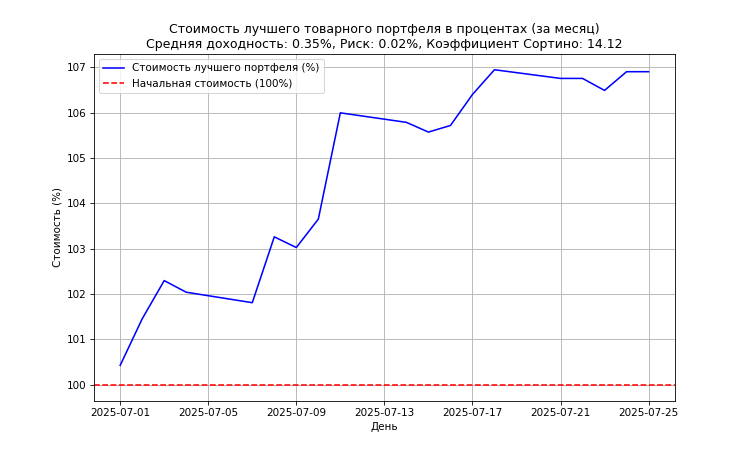 Стоимость лучшего товарного портфеля в процентах (за месяц)
Средняя доходность: 0.35%, Риск: 0.02%, Коэффициент Сортино: 14.12
Стоимость лучшего портфеля (%)
Начальная стоимость (100%)
Стоимость (%)
107
106
105
104
103
102
101
100
2025-07-01 2025-07-05 2025-07-09 2025-07-13 2025-07-17 2025-07-21 2025-07-25
День